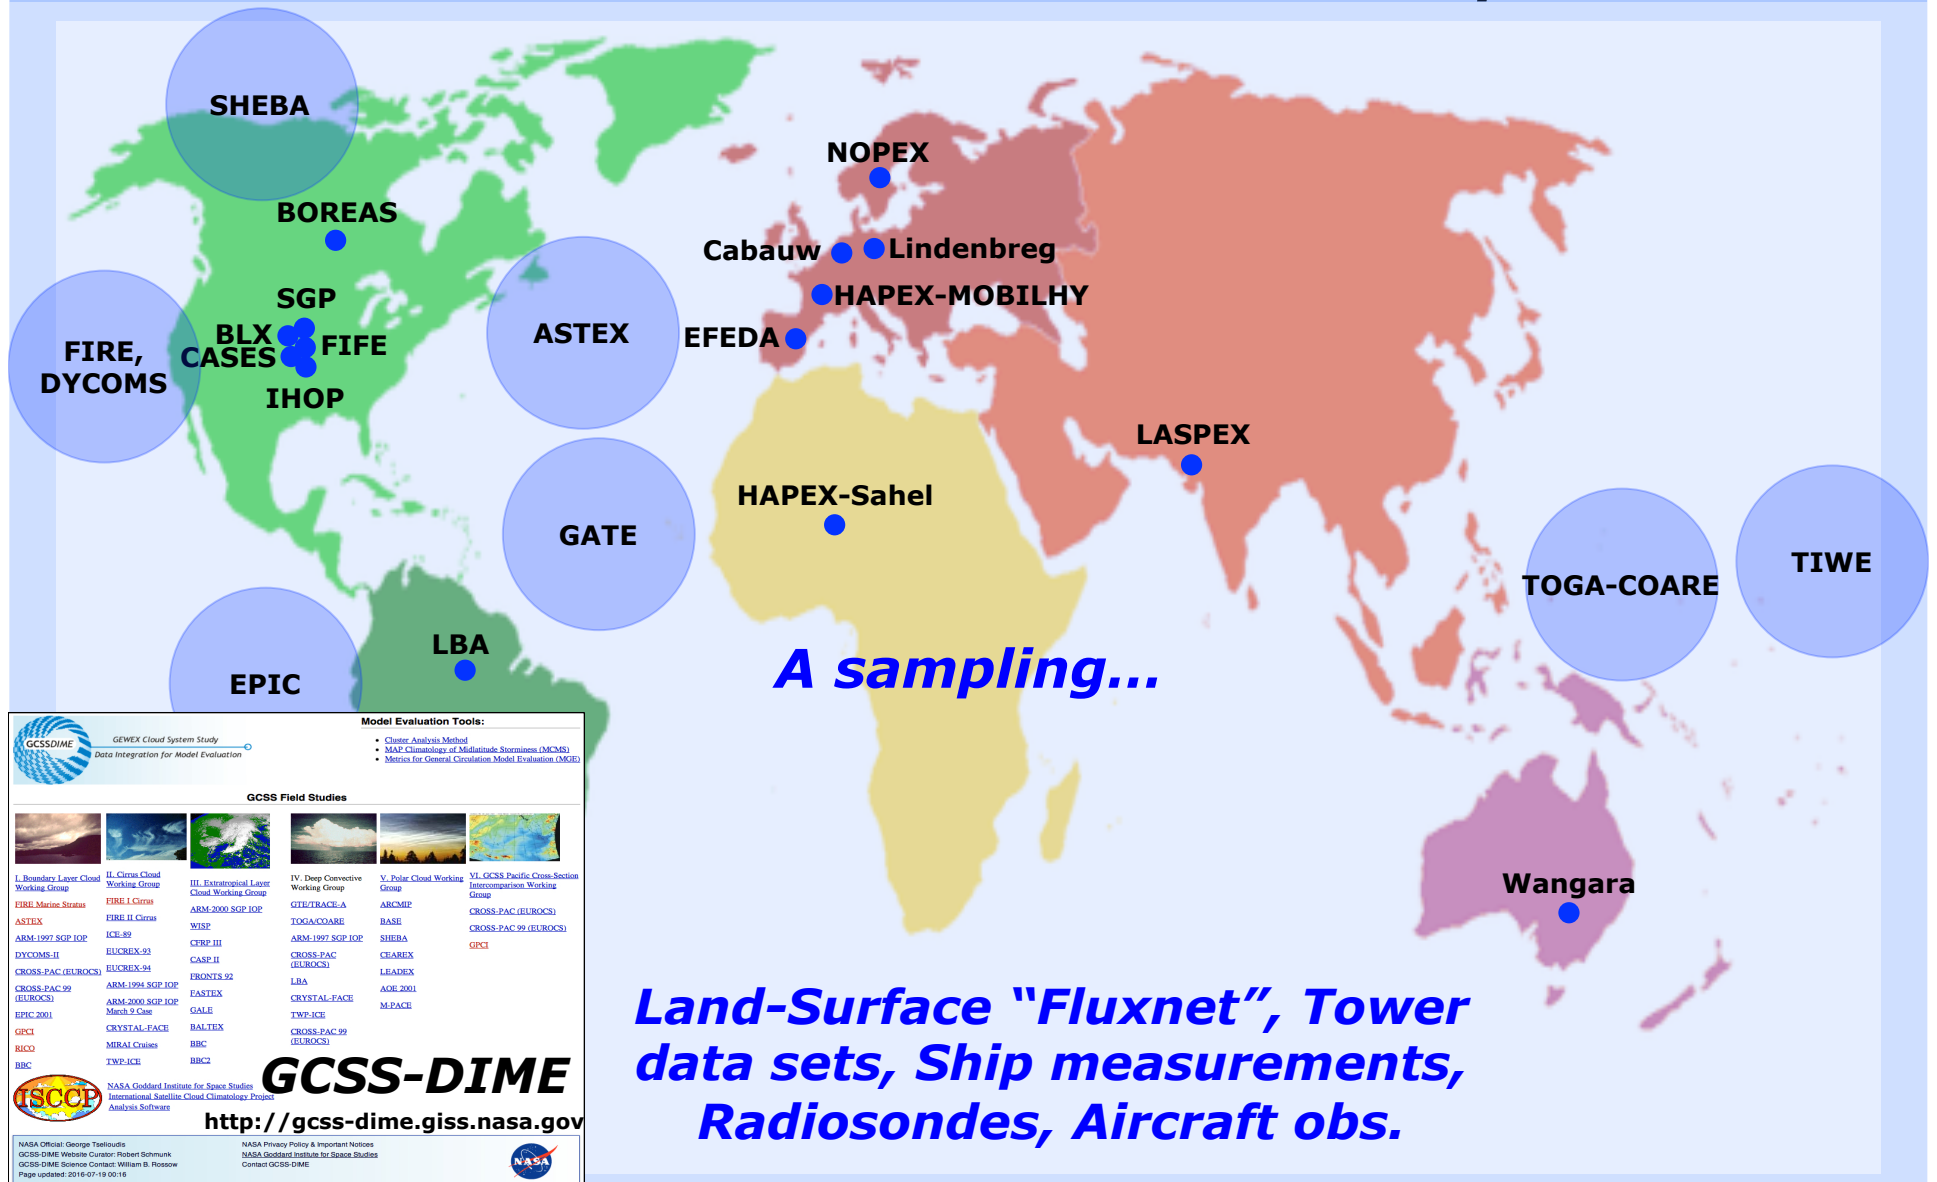 SHEBA
NOPEX
BOREAS
Cabauw
Lindenbreg
SGP
HAPEX-MOBILHY
BLX
FIFE
CASES
IHOP
FIRE,
DYCOMS
ASTEX
EFEDA
LASPEX
HAPEX-Sahel
GATE
TIWE
TOGA-COARE
LBA
EPIC
A sampling...
Wangara
Land-Surface “Fluxnet”, Tower
data sets, Ship measurements,
Radiosondes, Aircraft obs.
GCSSDIME
GEWEX Cloud System Study
Data Integration for Model Evaluation
Model Evaluation Tools:
• Cluster Analysis Method
• MAP Climatology of Midlatitude Storminess (MCMS)
• Metrics for General Circulation Model Evaluation (MGE)
GCSS Field Studies
I. Boundary Layer Cloud
Working Group
FIRE Marine Stratus
ASTEX
ARM-1997 SGP IOP
DYCOMS-II
CROSS-PAC (EUROCS)
CROSS-PAC 99
(EUROCS)
EPIC 2001
GPCI
RICO
BBC
II. Cirrus Cloud
Working Group
FIRE I Cirrus
FIRE II Cirrus
ICE-89
EUCREX-93
EUCREX-94
ARM-1994 SGP IOP
ARM-2000 SGP IOP
March 9 Case
CRYSTAL-FACE
MIRAI Cruises
TWP-ICE
III. Extratropical Layer
Cloud Working Group
ARM-2000 SGP IOP
WISP
CFRP III
CASP II
FRONTS 92
FASTEX
GALE
BALTEX
BBC
BBC2
IV. Deep Convective
Working Group
GTE/TRACE-A
TOGA/COARE
ARM-1997 SGP IOP
CROSS-PAC
(EUROCS)
LBA
CRYSTAL-FACE
TWP-ICE
CROSS-PAC 99
(EUROCS)
V. Polar Cloud Working
Group
ARCMIP
BASE
SHEBA
CEAREX
LEADEX
AOE 2001
M-PACE
VI. GCSS Pacific Cross-Section
Intercomparison Working
Group
CROSS-PAC (EUROCS)
CROSS-PAC 99 (EUROCS)
GPCI
GCSS-DIME
http://gcss-dime.giss.nasa.gov
ISCCP
NASA Goddard Institute for Space Studies
International Satellite Cloud Climatology Project
Analysis Software
NASA Official: George Tselioudis
GCSS-DIME Website Curator: Robert Schmunk
GCSS-DIME Science Contact: William B. Rossow
Page updated: 2016-07-19 00:16
NASA Privacy Policy & Important Notices
NASA Goddard Institute for Space Studies
Contact GCSS-DIME
NASA